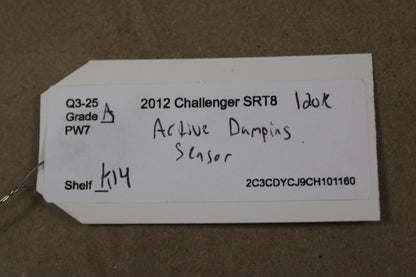 Q3-25 2012 Challenger SRT8 120K
Grade A
PW7 Active Damping
Sensor
Shelf K14 2C3CDYCJ9CH101160